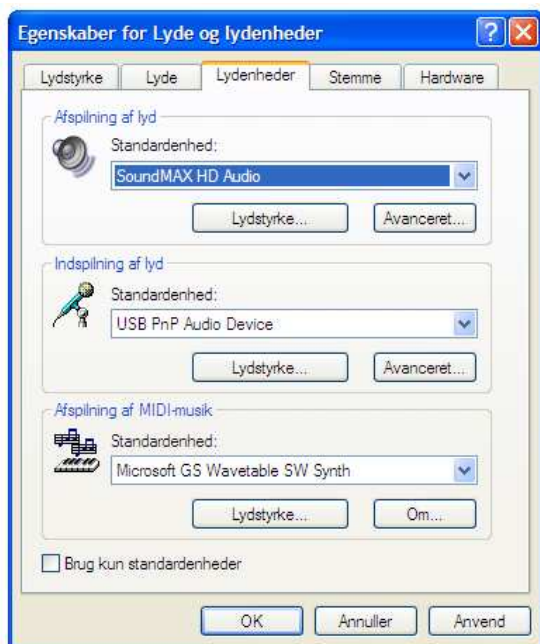 Egenskaber for Lyde og lydenheder
Lydstyrke Lyde Lydenheder Stemme Hardware
Afspilning af lyd
Standardenhed:
SoundMAX HD Audio
Lydstyrke... Avanceret...
Indspilning af lyd
Standardenhed:
USB PnP Audio Device
Lydstyrke... Avanceret...
Afspilning af MIDI-musik
Standardenhed:
Microsoft GS Wavetable SW Synth
Lydstyrke... Om...
Brug kun standardenheder
OK Annuller Anvend